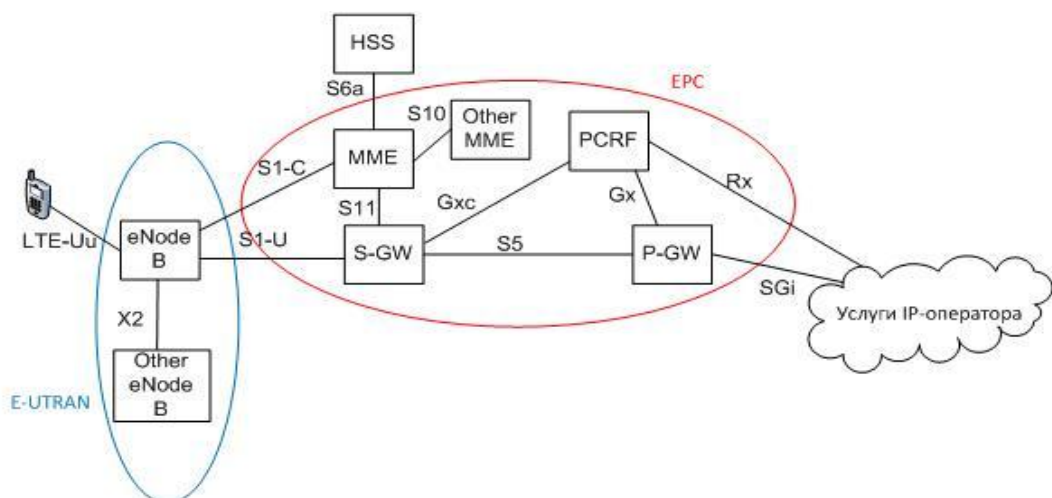 HSS
EPC
S6a
S10
Other
MME
PCRF
MME
S1-C
Rx
S11
Gxc
Gx
LTE-Uu
eNode
B
S1-U
S-GW
S5
P-GW
SGi
Услуги IP-оператора
X2
Other
eNode
B
E-UTRAN